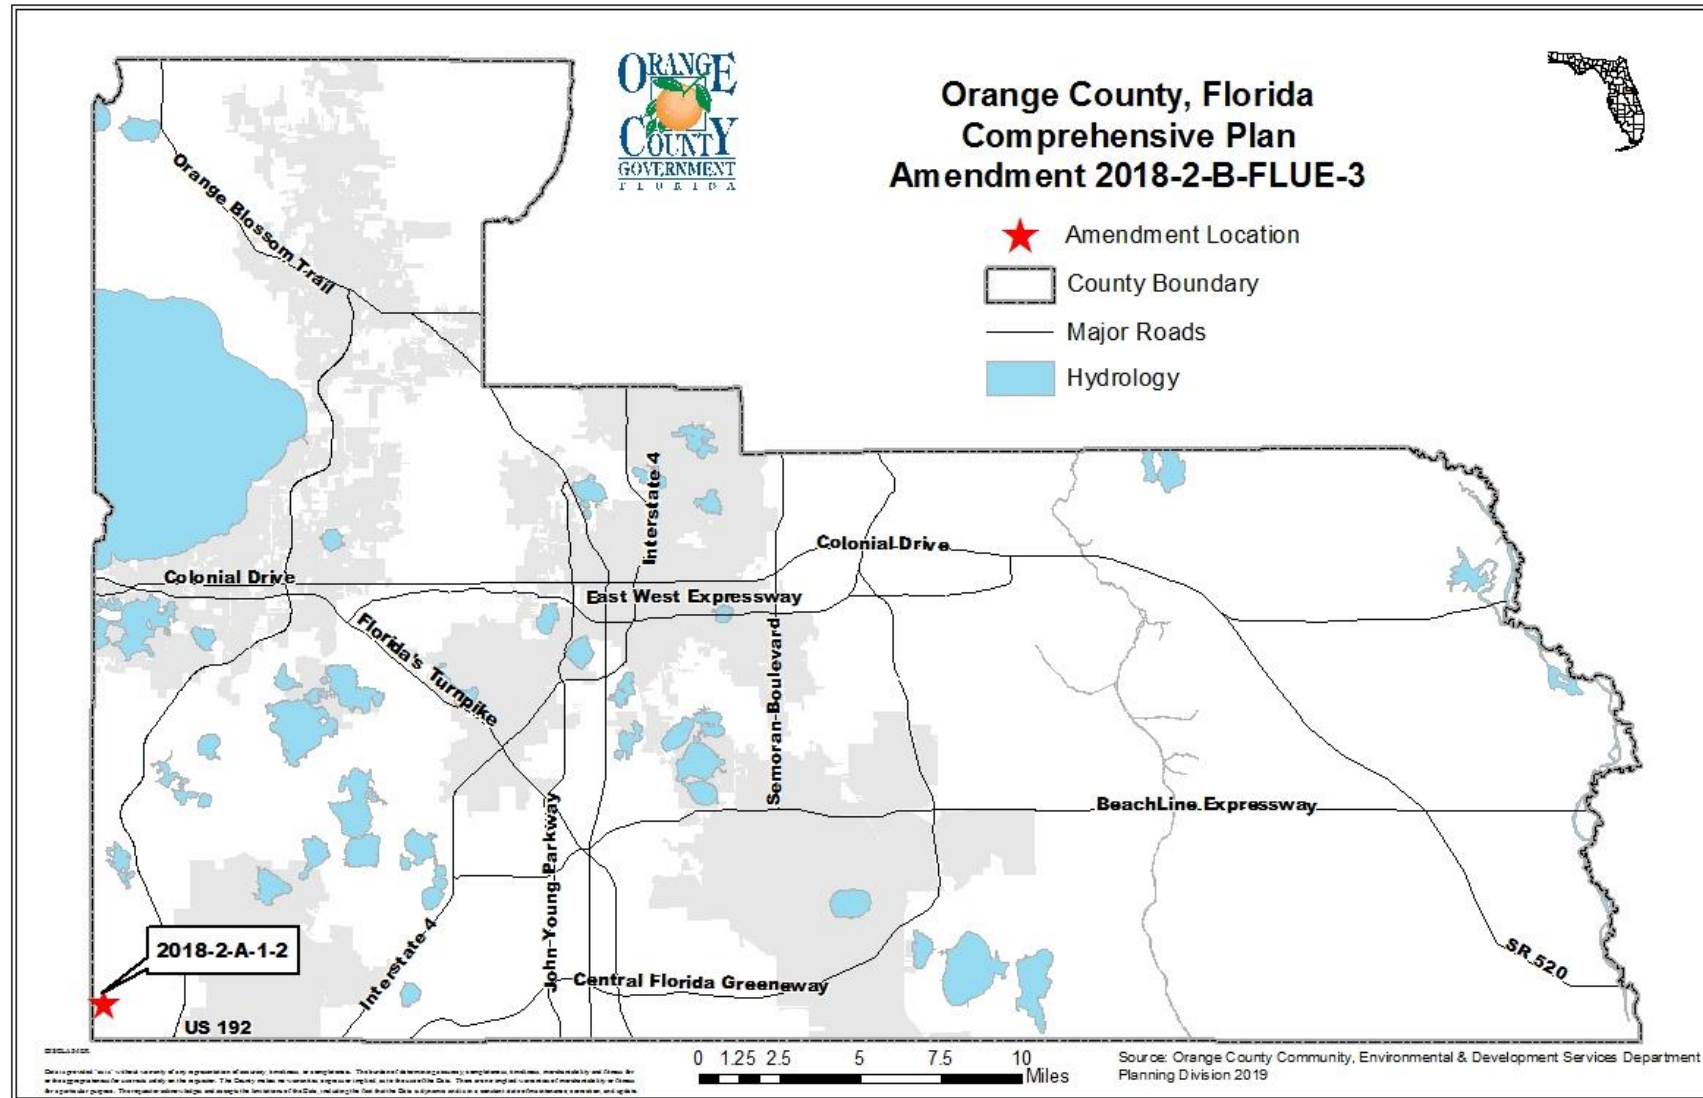 ORANGE
COUNTY
GOVERNMENT
FLORIDA
Orange County, Florida
Comprehensive Plan
Amendment 2018-2-B-FLUE-3
Amendment Location
County Boundary
Major Roads
Hydrology
Orange Blossom Trail
Interstate 4
Colonial Drive
Colonial Drive
East West Expressway
Florida's Turnpike
Semoran Boulevard
John Young Parkway
BeachLine Expressway
2018-2-A-1-2
Interstate 4
Central Florida Greeneway
SR 520
US 192
DISCLAIMER:
0 1.25 2.5 5 7.5 10
Miles
Source: Orange County Community, Environmental & Development Services Department
Planning Division 2019